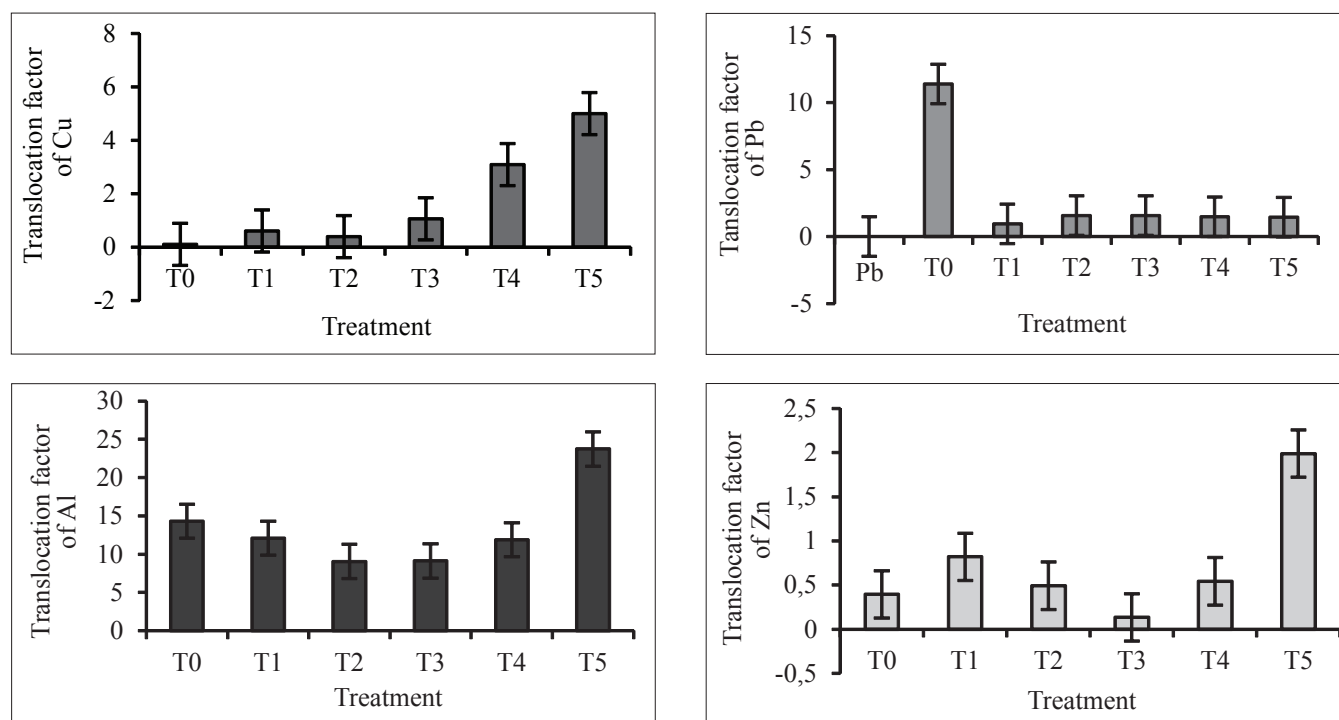 Translocation factor
of Cu
8
6
4
2
0
-2
T0 T1 T2 T3 T4 T5
Treatment
Tanslocation factor
of Pb
15
10
5
0
-5
Pb T0 T1 T2 T3 T4 T5
Treatment
Translocation factor
of Al
30
25
20
15
10
5
0
T0 T1 T2 T3 T4 T5
Treatment
Translocation factor
of Zn
2,5
2
1,5
1
0,5
0
-0,5
T0 T1 T2 T3 T4 T5
Treatment